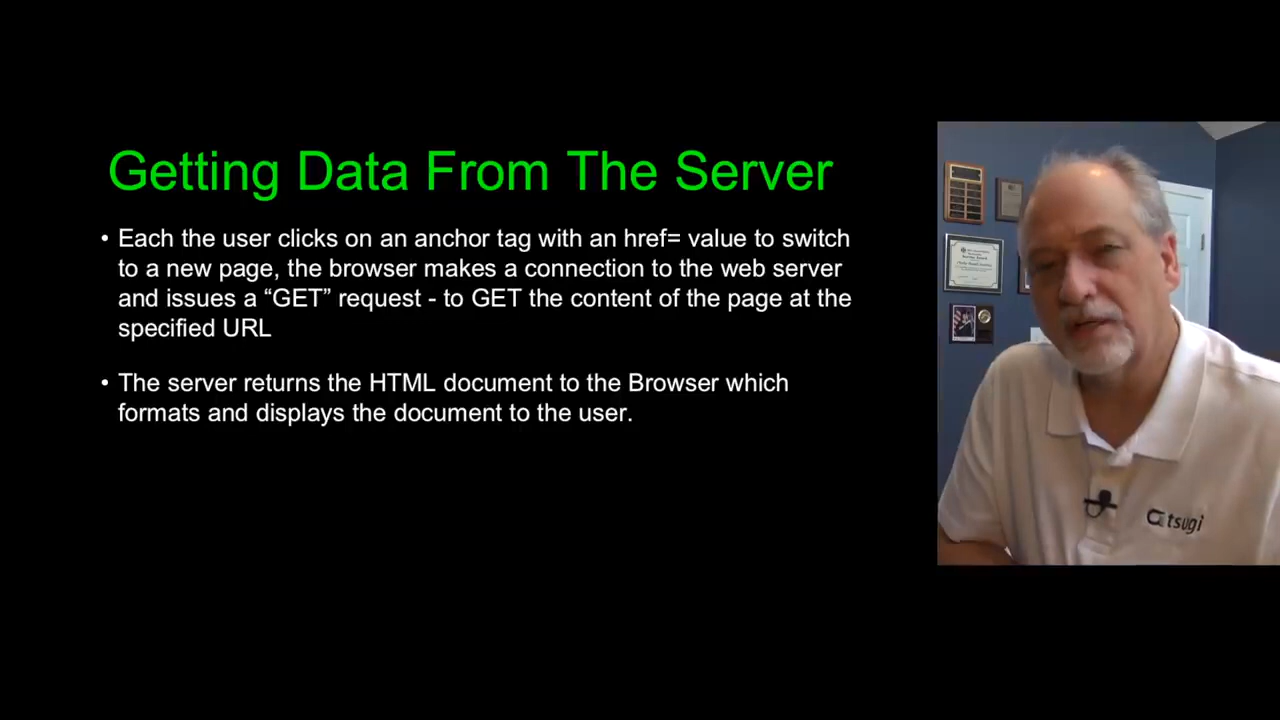 Getting Data From The Server
• Each the user clicks on an anchor tag with an href= value to switch
to a new page, the browser makes a connection to the web server
and issues a “GET” request - to GET the content of the page at the
specified URL
• The server returns the HTML document to the Browser which
formats and displays the document to the user.
tsugi